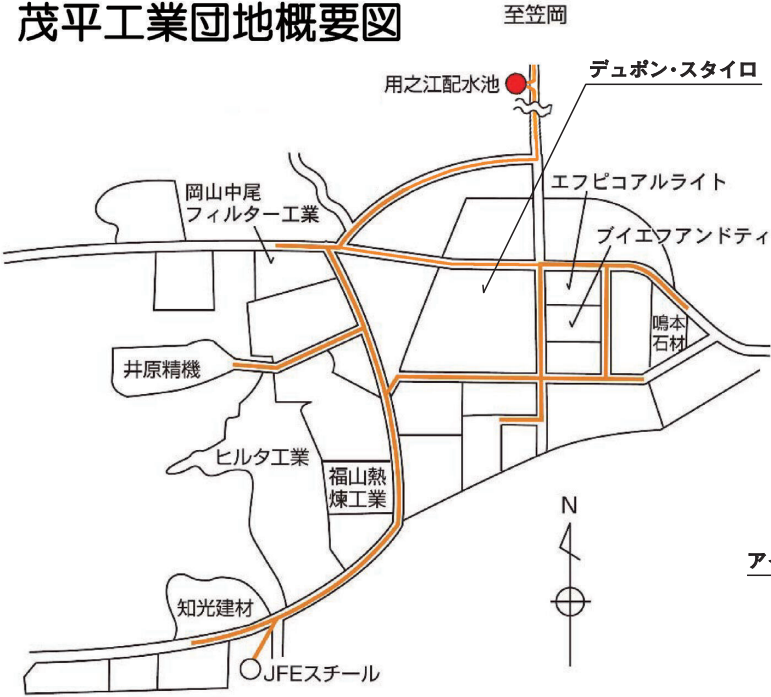 茂平工業団地概要図
至笠岡
用之江配水池
デュポン・スタイロ
岡山中尾
フィルター工業
エフピコアルライト
ブイエフアンドティ
鳴本
石材
井原精機
ヒルタ工業
福山熱
煉工業
N
知光建材
JFEスチール